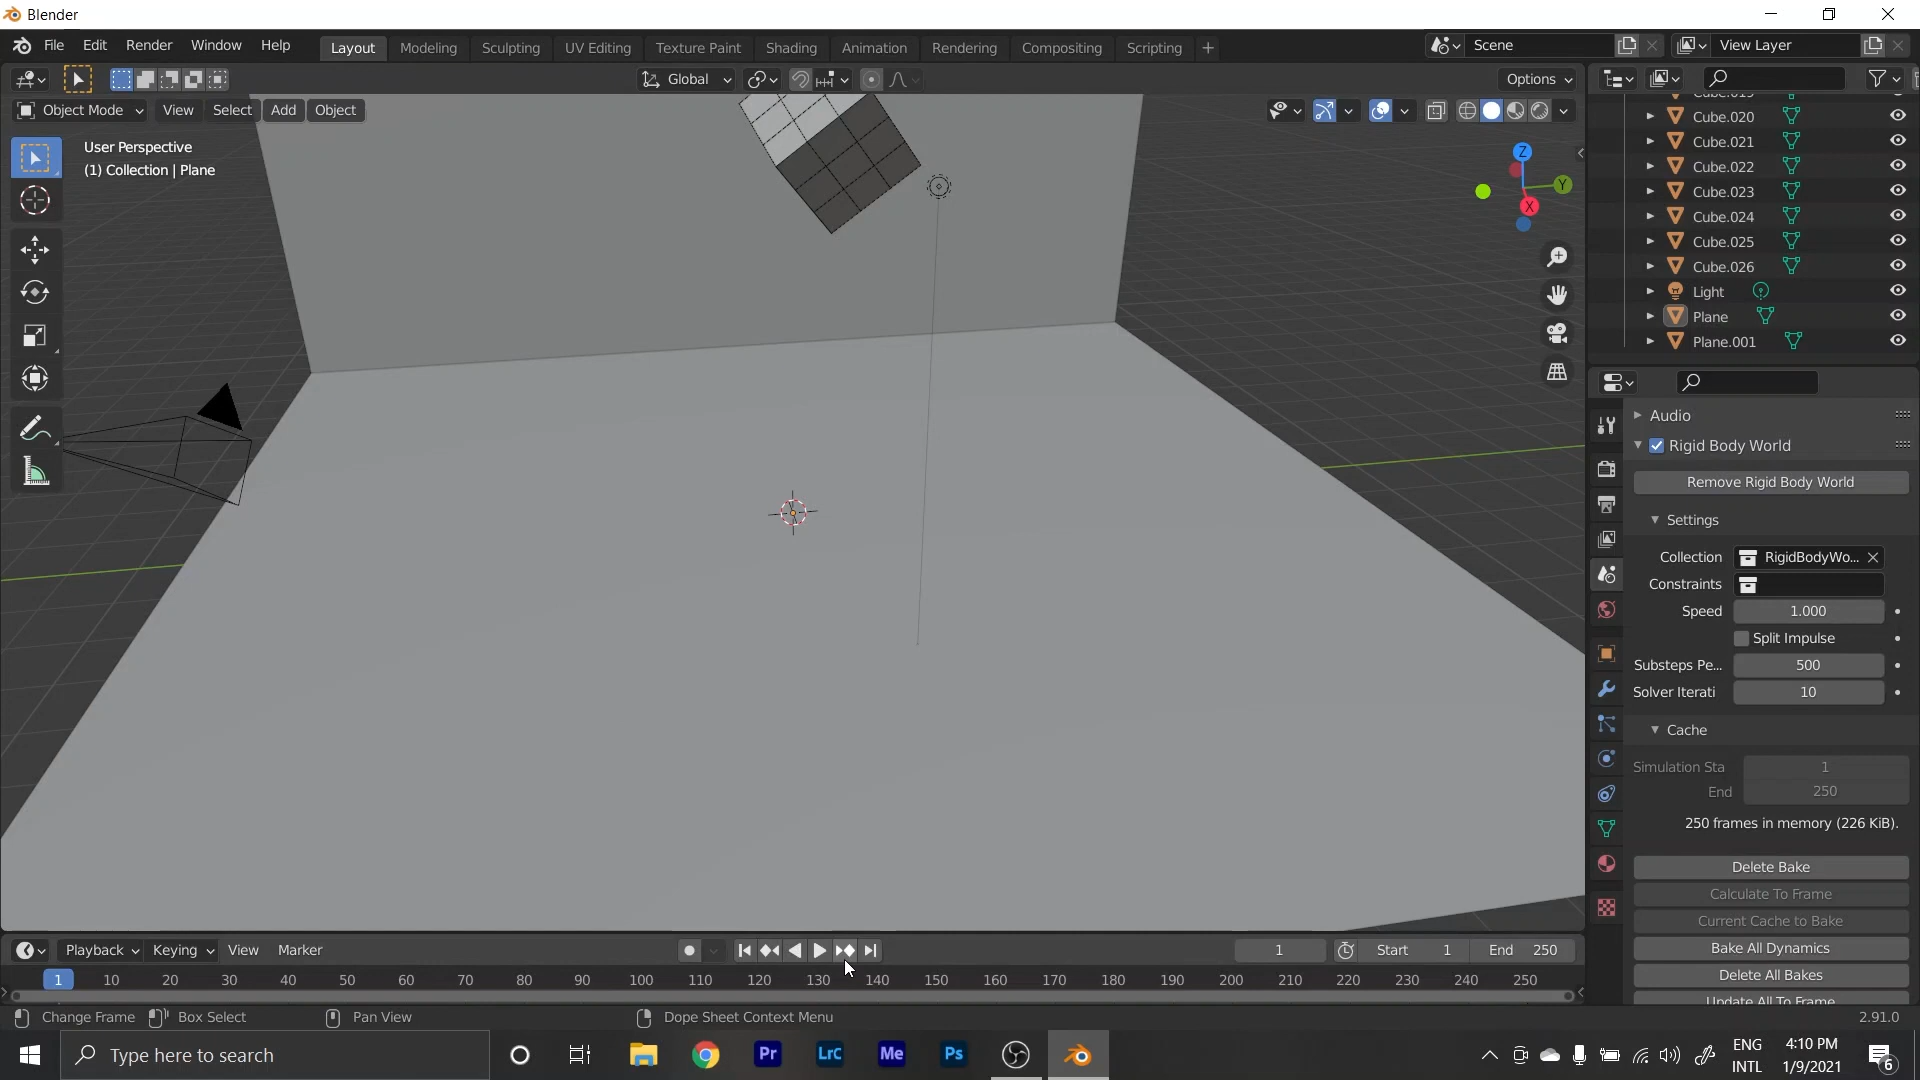 Blender
File Edit Render Window Help Layout Modeling Sculpting UV Editing Texture Paint Shading Animation Rendering Compositing Scripting + Scene View Layer
Global Options
Object Mode View Select Add Object
User Perspective
(1) Collection | Plane
Z
Y
X
Cube.020
Cube.021
Cube.022
Cube.023
Cube.024
Cube.025
Cube.026
Light
Plane
Plane.001
Audio
Rigid Body World
Remove Rigid Body World
Settings
Collection RigidBodyWo...
Constraints
Speed 1.000
Split Impulse
Substeps Pe... 500
Solver Iterati 10
Cache
Simulation Sta 1
End 250
250 frames in memory (226 KiB).
Delete Bake
Calculate To Frame
Current Cache to Bake
Bake All Dynamics
Delete All Bakes
Update All To Frame
Playback Keying View Marker 1 Start 1 End 250
1 10 20 30 40 50 60 70 80 90 100 110 120 130 140 150 160 170 180 190 200 210 220 230 240 250
Change Frame Box Select Pan View Dope Sheet Context Menu 2.91.0
Type here to search
Pr LrC Me Ps
ENG
INTL
4:10 PM
1/9/2021
6